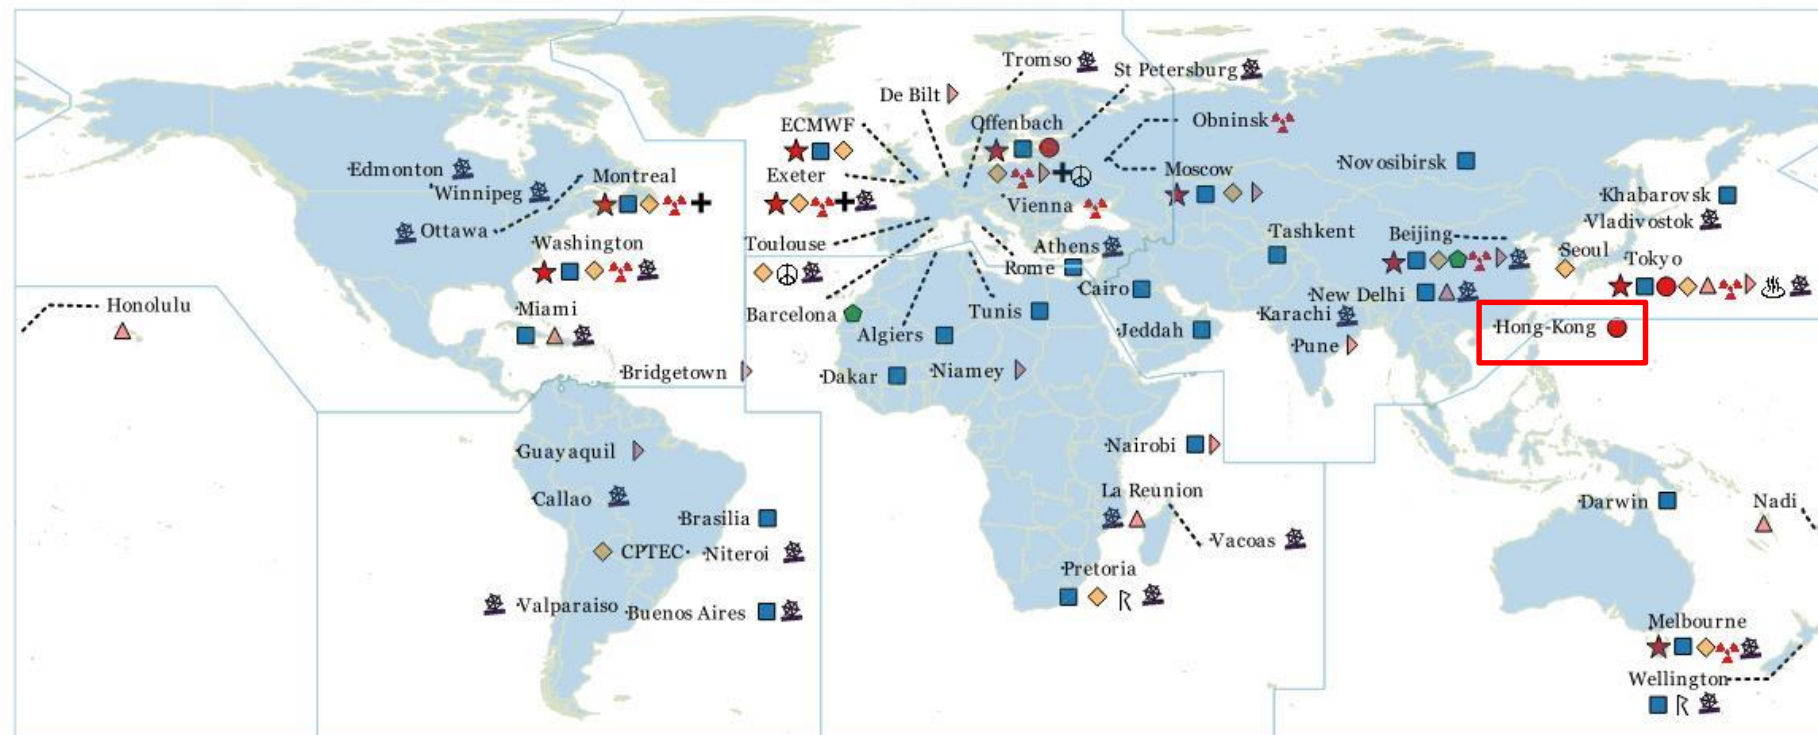 Tromso
St Petersburg
De Bilt
ECMWF
Offenbach
Obninsk
Edmonton
Winnipeg
Montreal
Exeter
Moscow
Novosibirsk
Khabarovsk
Vladivostok
Ottawa
Washington
Toulouse
Vienna
Athens
Rome
Tashkent
Beijing
Seoul
Tokyo
Honolulu
Miami
Barcelona
Algiers
Tunis
Cairo
Jeddah
New Delhi
Karachi
Pune
Hong-Kong
Bridgetown
Dakar
Niamey
Guayaquil
Callao
Brasilia
CPTEC
Niteroi
Valparaiso
Buenos Aires
Nairobi
La Reunion
Vacoas
Pretoria
Darwin
Nadi
Melbourne
Wellington